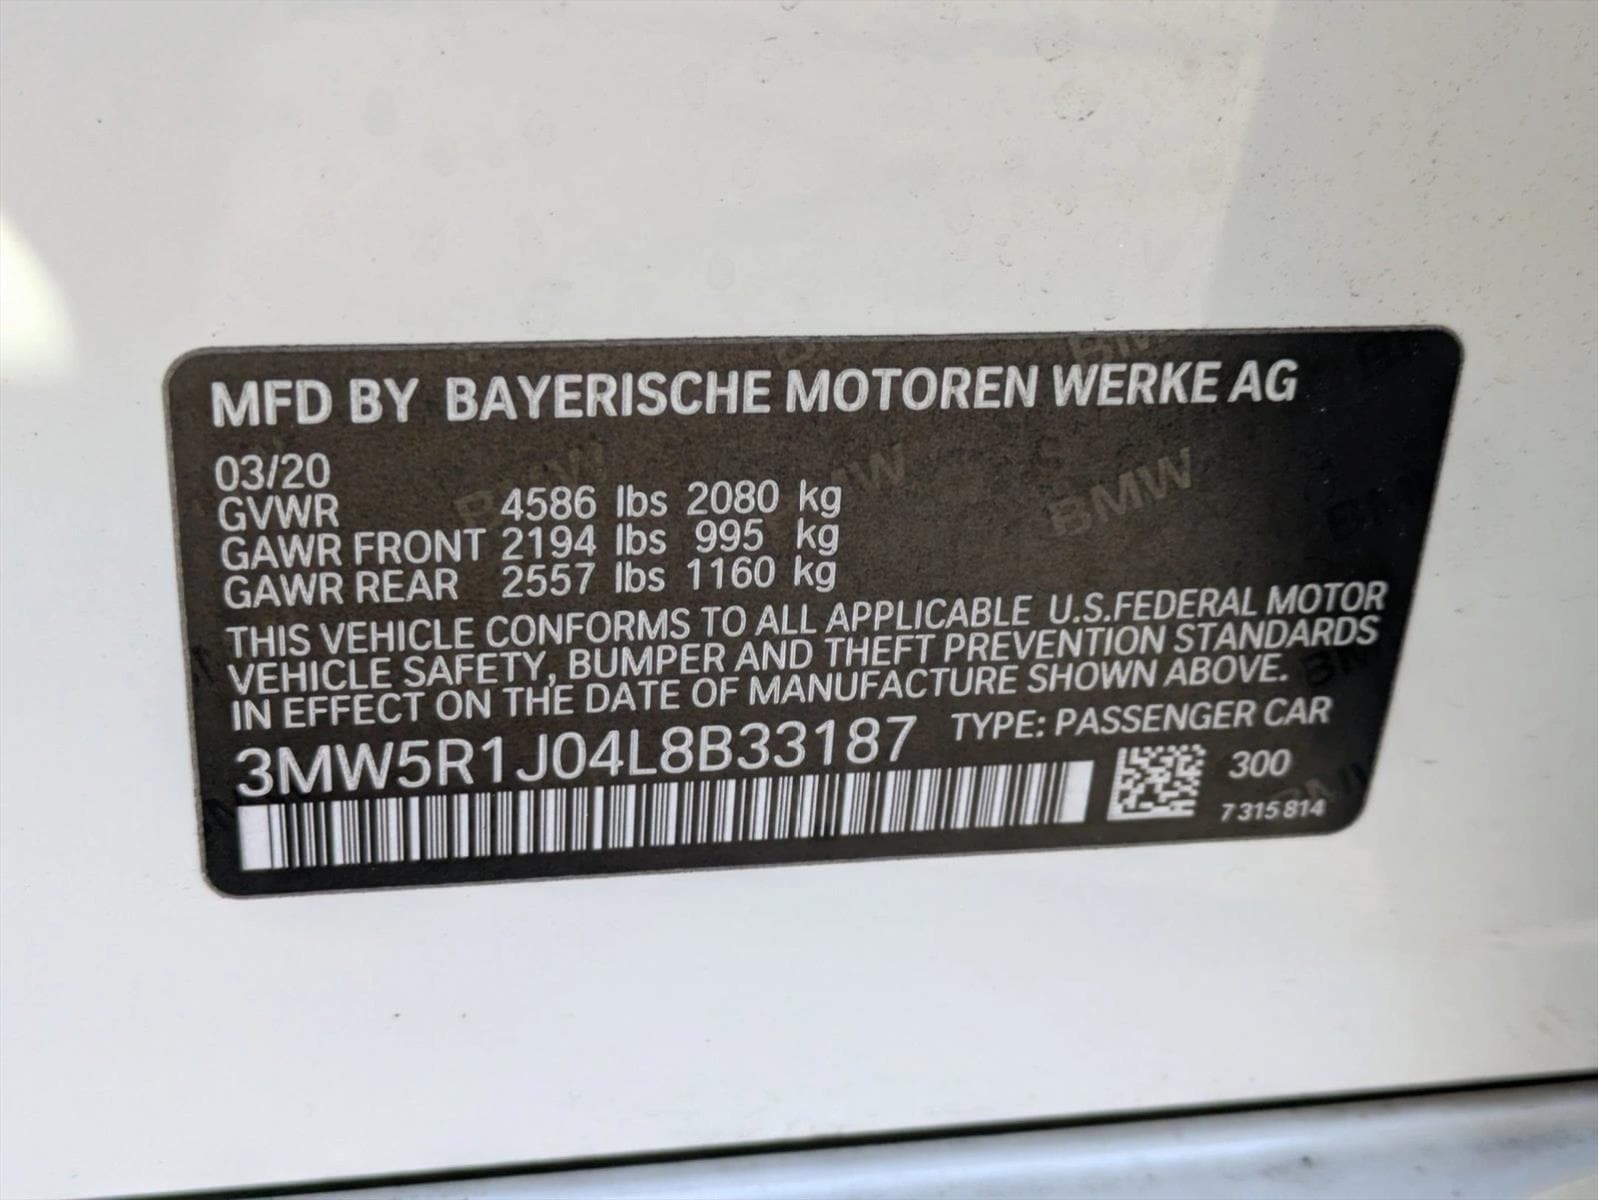 MFD BY BAYERISCHE MOTOREN WERKE AG
03/20
GVWR 4586 lbs 2080 kg
GAWR FRONT 2194 lbs 995 kg
GAWR REAR 2557 lbs 1160 kg
THIS VEHICLE CONFORMS TO ALL APPLICABLE U.S.FEDERAL MOTOR
VEHICLE SAFETY, BUMPER AND THEFT PREVENTION STANDARDS
IN EFFECT ON THE DATE OF MANUFACTURE SHOWN ABOVE.
3MW5R1J04L8B33187 TYPE: PASSENGER CAR
300
7 315 814